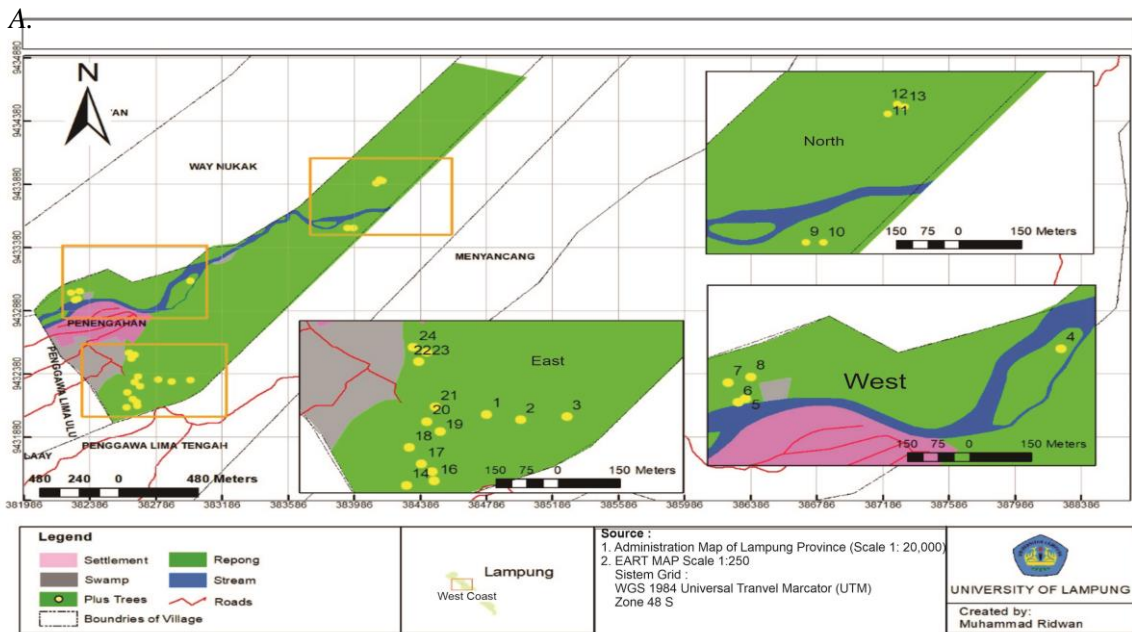 A.
N
9434880
9434380
9433880
9433380
9432880
9432380
9431880
WAY NUKAK
MENYANCANG
PENENGAHAN
PENGGAWA LIMA ULU
PENGGAWA LIMA TENGAH
LAAY
480 240 0 480 Meters
12 13
11
North
9 10
150 75 0 150 Meters
24
22 23
East
21
20
1
2
3
19
18
17
14
16
150 75 0 150 Meters
4
7
8
West
6
5
150 75 0 150 Meters
381986 382386 382786 383186 383586 383986 384386 384786 385186 385586 385986 386386 386786 387186 387586 387986 388386
Legend
Settlement
Repong
Swamp
Stream
Plus Trees
Roads
Boundries of Village
Lampung
West Coast
Source :
1. Administration Map of Lampung Province (Scale 1: 20,000)
2. EART MAP Scale 1:250
Sistem Grid :
WGS 1984 Universal Tranvel Marcator (UTM)
Zone 48 S
UNIVERSITY OF LAMPUNG
Created by:
Muhammad Ridwan